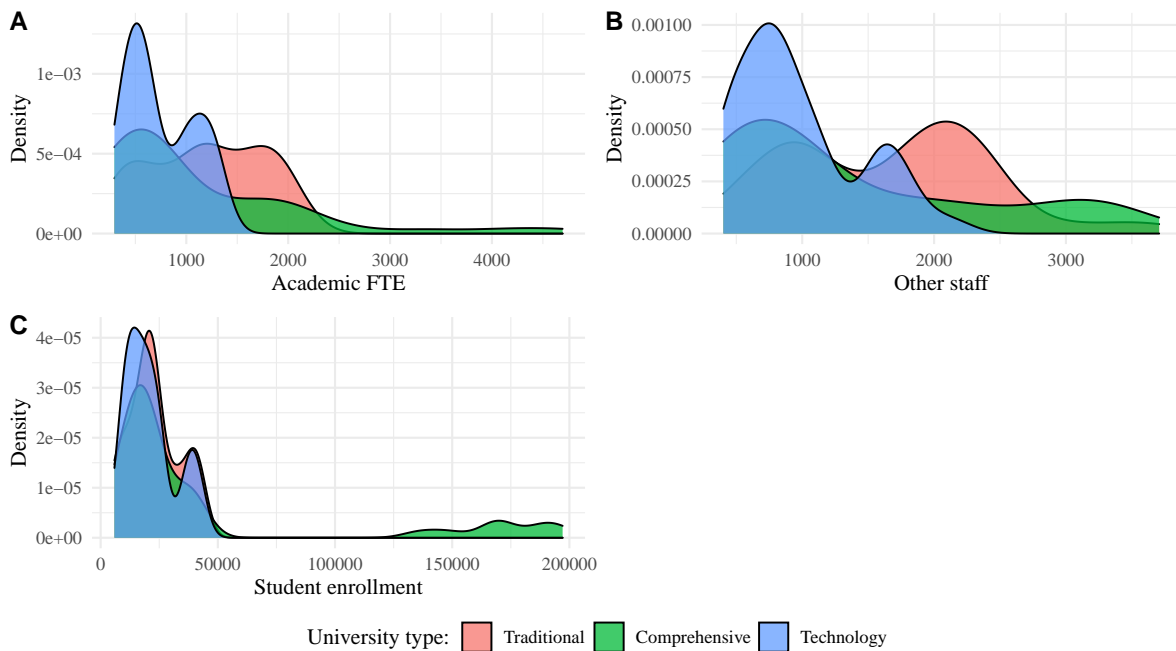 A
Density
1e−03
5e−04
0e+00
1000 2000 3000 4000
Academic FTE
B
Density
0.00100
0.00075
0.00050
0.00025
0.00000
1000 2000 3000
Other staff
C
Density
4e−05
3e−05
2e−05
1e−05
0e+00
0 50000 100000 150000 200000
Student enrollment
University type: Traditional Comprehensive Technology